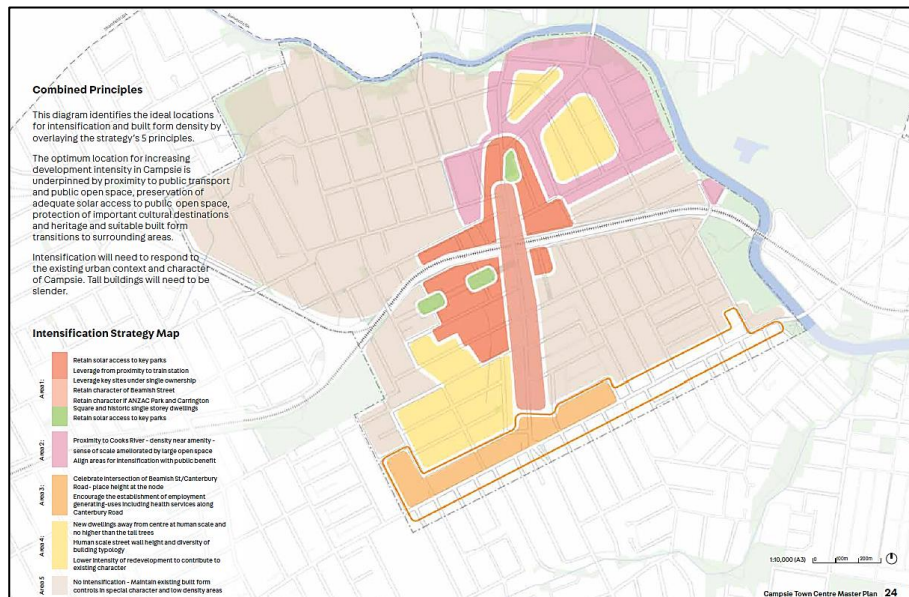 Combined Principles
This diagram identifies the ideal locations
for intensification and built form density by
overlaying the strategy's 5 principles.
The optimum location for increasing
development intensity in Campsie is
underpinned by proximity to public transport
and public open space, preservation of
adequate solar access to public open space,
protection of important cultural destinations
and heritage and suitable built form
transitions to surrounding areas.
Intensification will need to respond to
the existing urban context and character
of Campsie. Tall buildings will need to be
slender.
Intensification Strategy Map
Area 1:
Retain solar access to key parks
Leverage from proximity to train station
Leverage key sites under single ownership
Retain character of Beamish Street
Retain character if ANZAC Park and Carrington
Square and historic single storey dwellings
Retain solar access to key parks
Area 2:
Proximity to Cooks River - density near amenity -
sense of scale ameliorated by large open space
Align areas for intensification with public benefit
Area 3:
Celebrate intersection of Beamish St/Canterbury
Road - place height at the node
Encourage the establishment of employment
generating-uses including health services along
Canterbury Road
Area 4:
New dwellings away from centre at human scale and
no higher than the tall trees
Human scale street wall height and diversity of
building typology
Lower intensity of redevelopment to contribute to
existing character
Area 5
No intensification - Maintain existing built form
controls in special character and low density areas
1:10,000 (A3) 0 100m 200m
Campsie Town Centre Master Plan 24